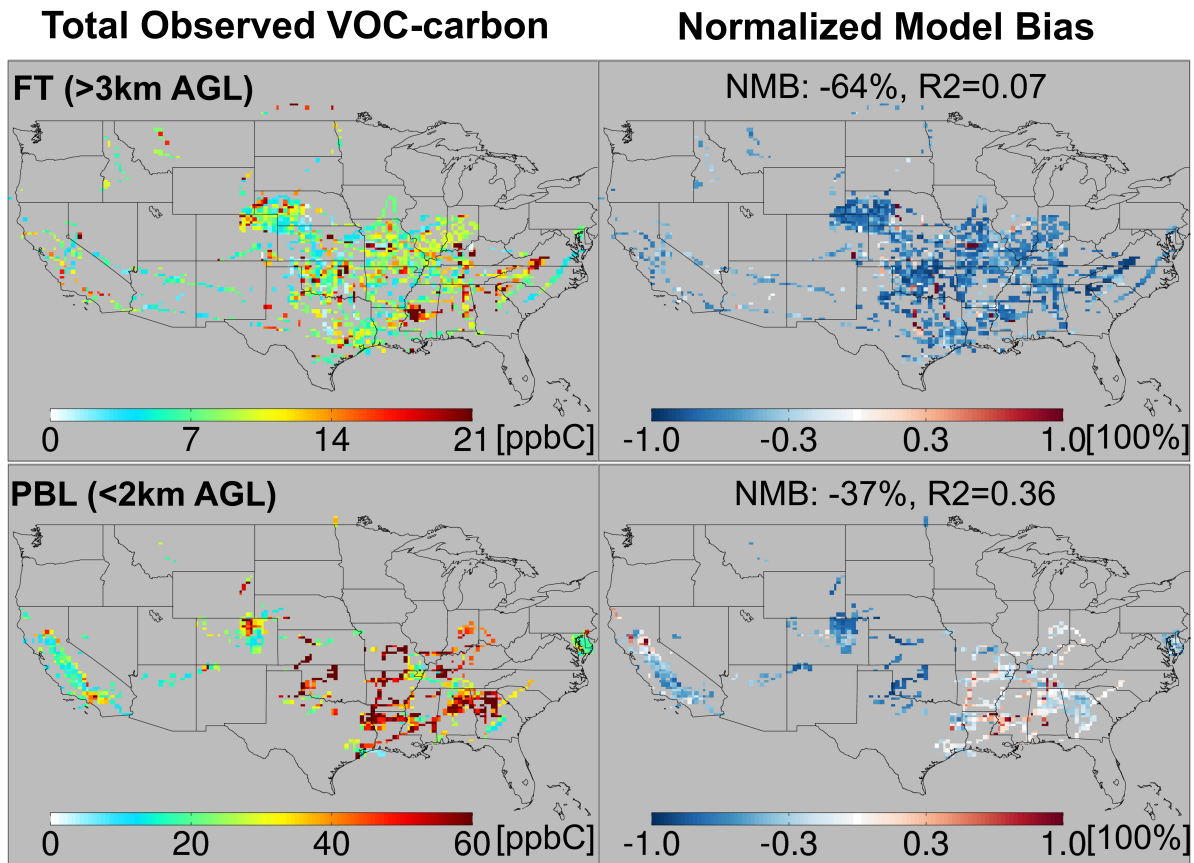 Total Observed VOC-carbon
Normalized Model Bias
FT (>3km AGL)
NMB: -64%, R2=0.07
0 7 14 21 [ppbC]
-1.0 -0.3 0.3 1.0[100%]
PBL (<2km AGL)
NMB: -37%, R2=0.36
0 20 40 60 [ppbC]
-1.0 -0.3 0.3 1.0[100%]